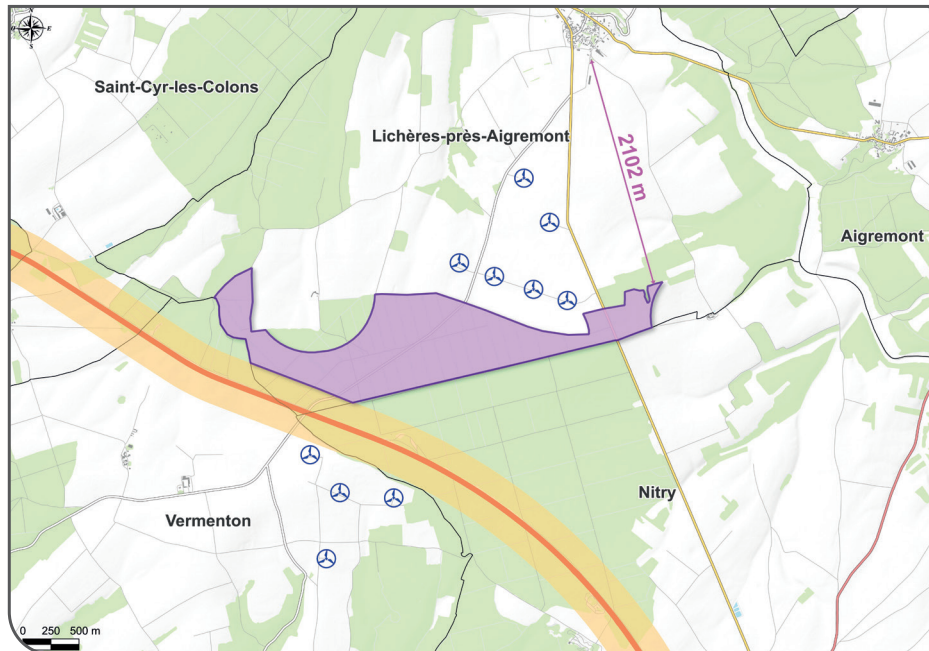 N
E
S
Saint-Cyr-les-Colons
Lichères-près-Aigremont
2102 m
Aigremont
Nitry
Vermenton
0 250 500 m